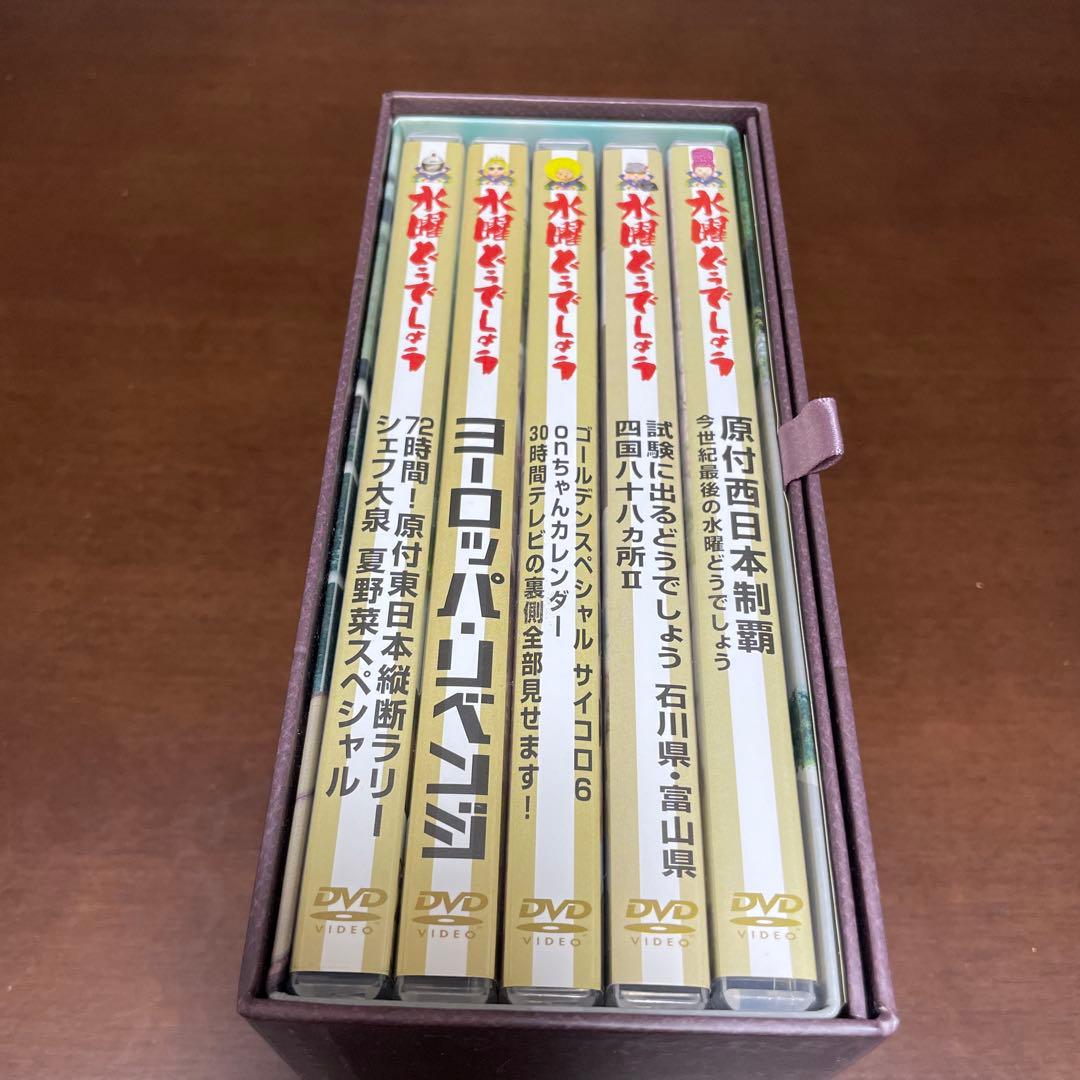 水曜どうでしょう
72時間！原付東日本縦断ラリー
シェフ大泉 夏野菜スペシャル
DVD
VIDEO
水曜どうでしょう
ヨーロッパ・リベンジ
DVD
VIDEO
水曜どうでしょう
ゴールデンスペシャル サイコロ6
onちゃんカレンダー
30時間テレビの裏側全部見せます！
DVD
VIDEO
水曜どうでしょう
試験に出るどうでしょう 石川県・富山県
四国八十八ヵ所II
DVD
VIDEO
水曜どうでしょう
原付西日本制覇
今世紀最後の水曜どうでしょう
DVD
VIDEO